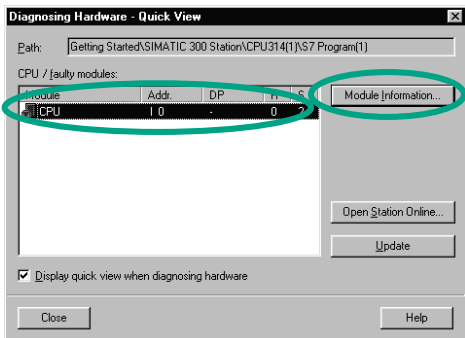 Diagnosing Hardware - Quick View
Path: Getting Started\SIMATIC 300 Station\CPU314(1)\S7 Program(1)
CPU / faulty modules:
Module Addr. DP R S
CPU I 0 - 0 2
Module Information...
Open Station Online...
Update
Display quick view when diagnosing hardware
Close Help